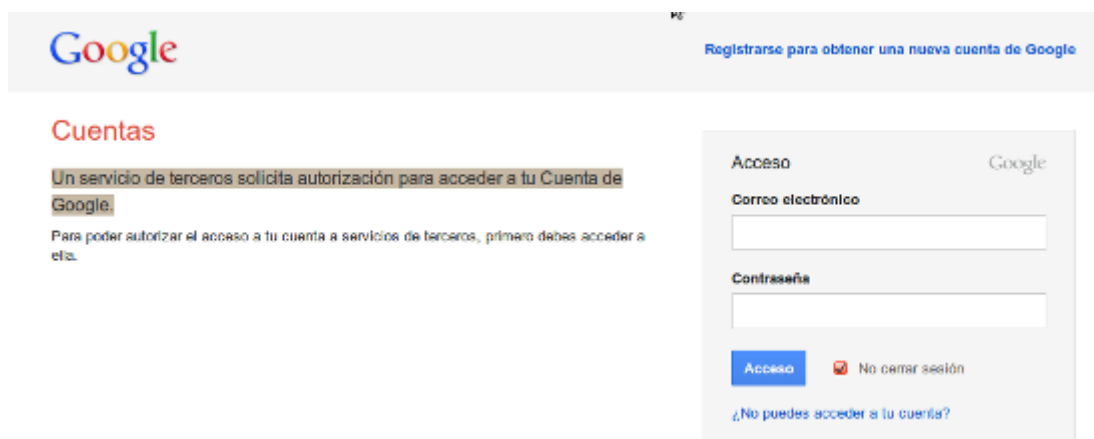 Google
Registrarse para obtener una nueva cuenta de Google
Cuentas
Un servicio de terceros solicita autorización para acceder a tu Cuenta de
Google.
Para poder autorizar el acceso a tu cuenta a servicios de terceros, primero debes acceder a
ella.
Acceso Google
Correo electrónico
Contraseña
Acceso No cerrar sesión
¿No puedes acceder a tu cuenta?